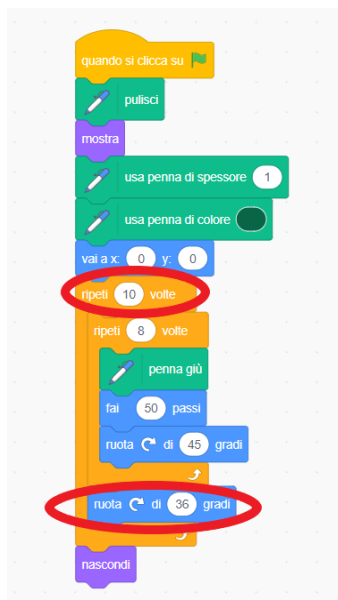 quando si clicca su
pulisci
mostra
usa penna di spessore 1
usa penna di colore
vai a x: 0 y: 0
ripeti 10 volte
ripeti 8 volte
penna giù
fai 50 passi
ruota di 45 gradi
ruota di 36 gradi
nascondi